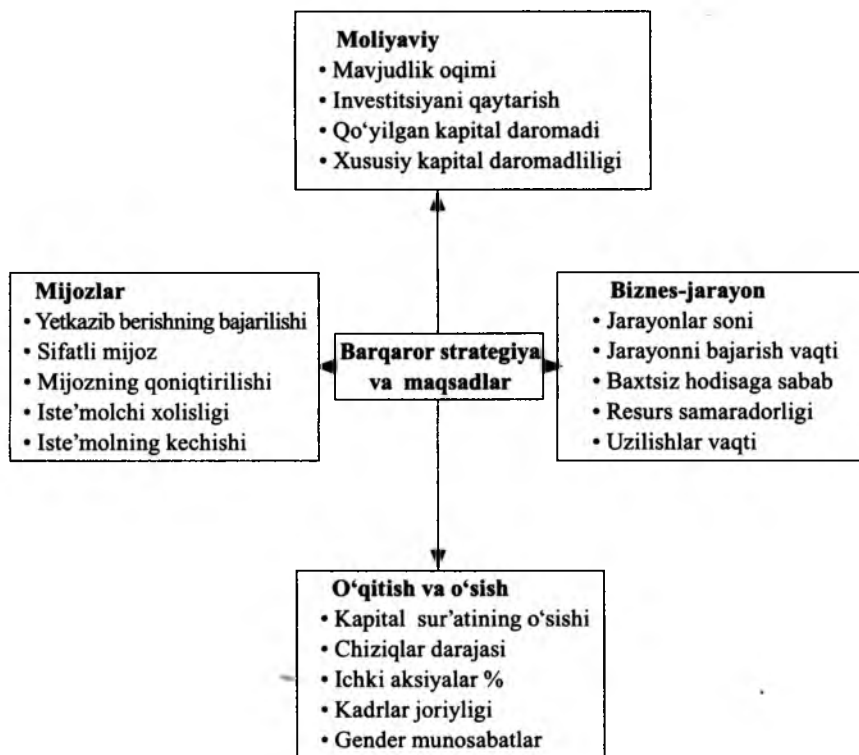 Moliyaviy
• Mavjudlik oqimi
• Investitsiyani qaytarish
• Qo‘yilgan kapital daromadi
• Xususiy kapital daromadliligi
Mijozlar
• Yetkazib berishning bajarilishi
• Sifatli mijoz
• Mijozning qoniqtirilishi
• Iste’molchi xolisligi
• Iste’molning kechishi
Barqaror strategiya
va maqsadlar
Biznes-jarayon
• Jarayonlar soni
• Jarayonni bajarish vaqti
• Baxtsiz hodisaga sabab
• Resurs samaradorligi
• Uzilishlar vaqti
O‘qitish va o‘sish
• Kapital sur’atining o‘sishi
• Chiziqlar darajasi
• Ichki aksiyalar %
• Kadrlar joriyligi
• Gender munosabatlar